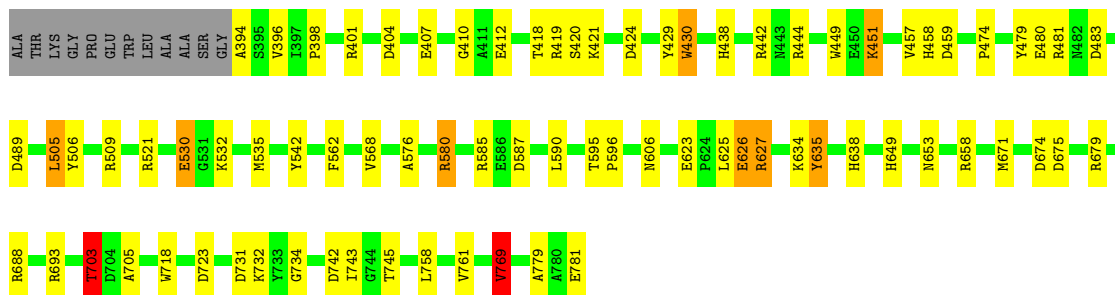 ALA THR LYS GLY PRO GLU TRP LEU ALA ALA SER GLY A394 S395 V396 I397 P398 R401 D404 E407 G410 A411 E412 T418 R419 S420 K421 D424 Y429 W430 H438 R442 N443 R444 W449 E450 K451 V457 H458 D459 P474 Y479 E480 R481 N482 D483
D489 L505 Y506 R509 R521 E530 G531 K532 M535 Y542 F562 V568 A576 R580 R585 E586 D587 L590 T595 P596 N606 E623 P624 L625 E626 R627 K634 Y635 H638 H649 N653 R658 M671 D674 D675 R679
R688 R693 T703 D704 A705 W718 D723 D731 K732 Y733 G734 D742 I743 G744 T745 L758 V761 V769 A779 A780 E781